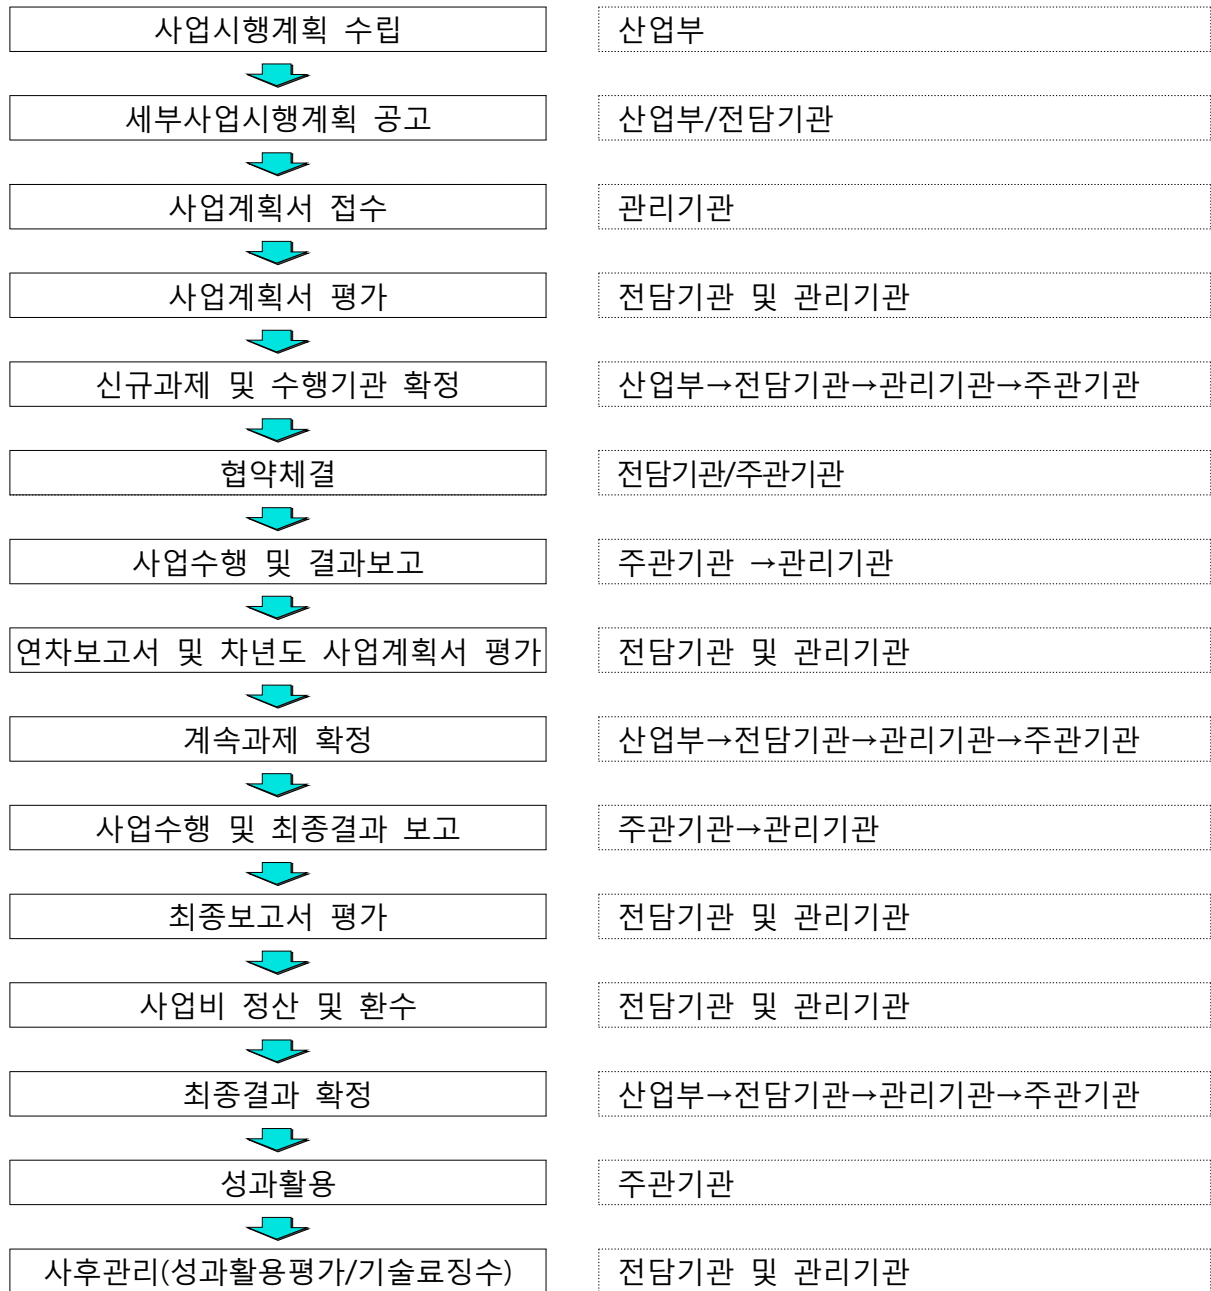 사업시행계획 수립
산업부
세부사업시행계획 공고
산업부/전담기관
사업계획서 접수
관리기관
사업계획서 평가
전담기관 및 관리기관
신규과제 및 수행기관 확정
산업부→전담기관→관리기관→주관기관
협약체결
전담기관/주관기관
사업수행 및 결과보고
주관기관 →관리기관
연차보고서 및 차년도 사업계획서 평가
전담기관 및 관리기관
계속과제 확정
산업부→전담기관→관리기관→주관기관
사업수행 및 최종결과 보고
주관기관→관리기관
최종보고서 평가
전담기관 및 관리기관
사업비 정산 및 환수
전담기관 및 관리기관
최종결과 확정
산업부→전담기관→관리기관→주관기관
성과활용
주관기관
사후관리(성과활용평가/기술료징수)
전담기관 및 관리기관